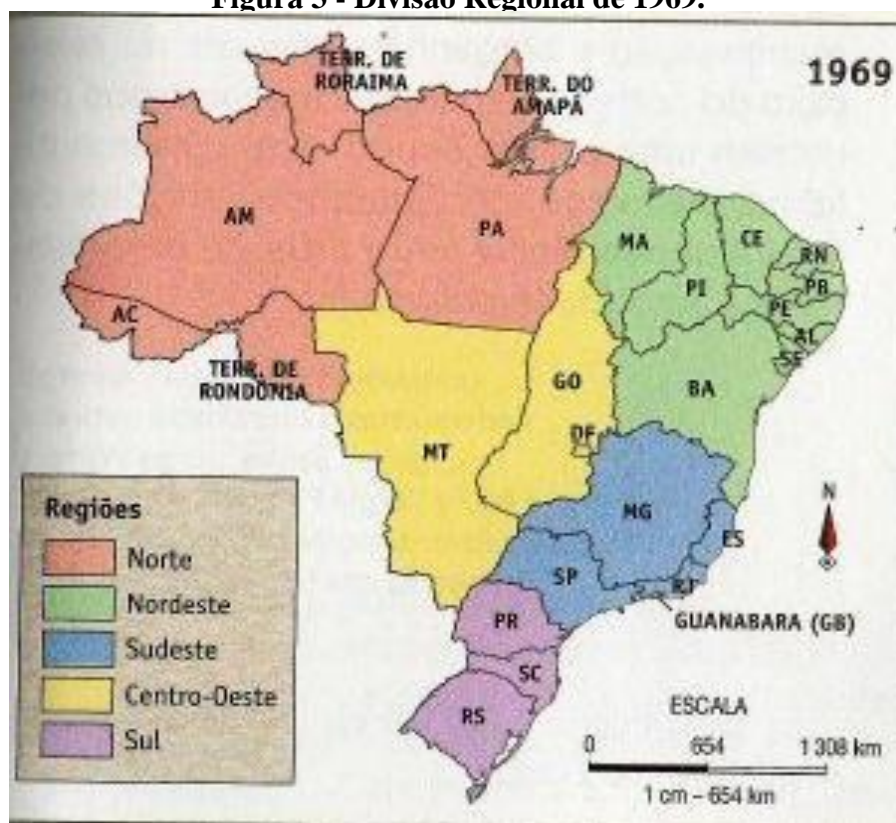 Figura 3 - Divisão Regional de 1969.
1969
TERR. DE
RORAIMA
TERR. DO
AMAPÁ
AM
PA
MA
CE
RN
PB
PI
PE
AL
SE
AC
TERR. DE
RONDÔNIA
GO
BA
MT
DF
MG
ES
SP
RJ
GUANABARA (GB)
PR
SC
RS
N
Regiões
Norte
Nordeste
Sudeste
Centro-Oeste
Sul
ESCALA
0 654 1 308 km
1 cm – 654 km